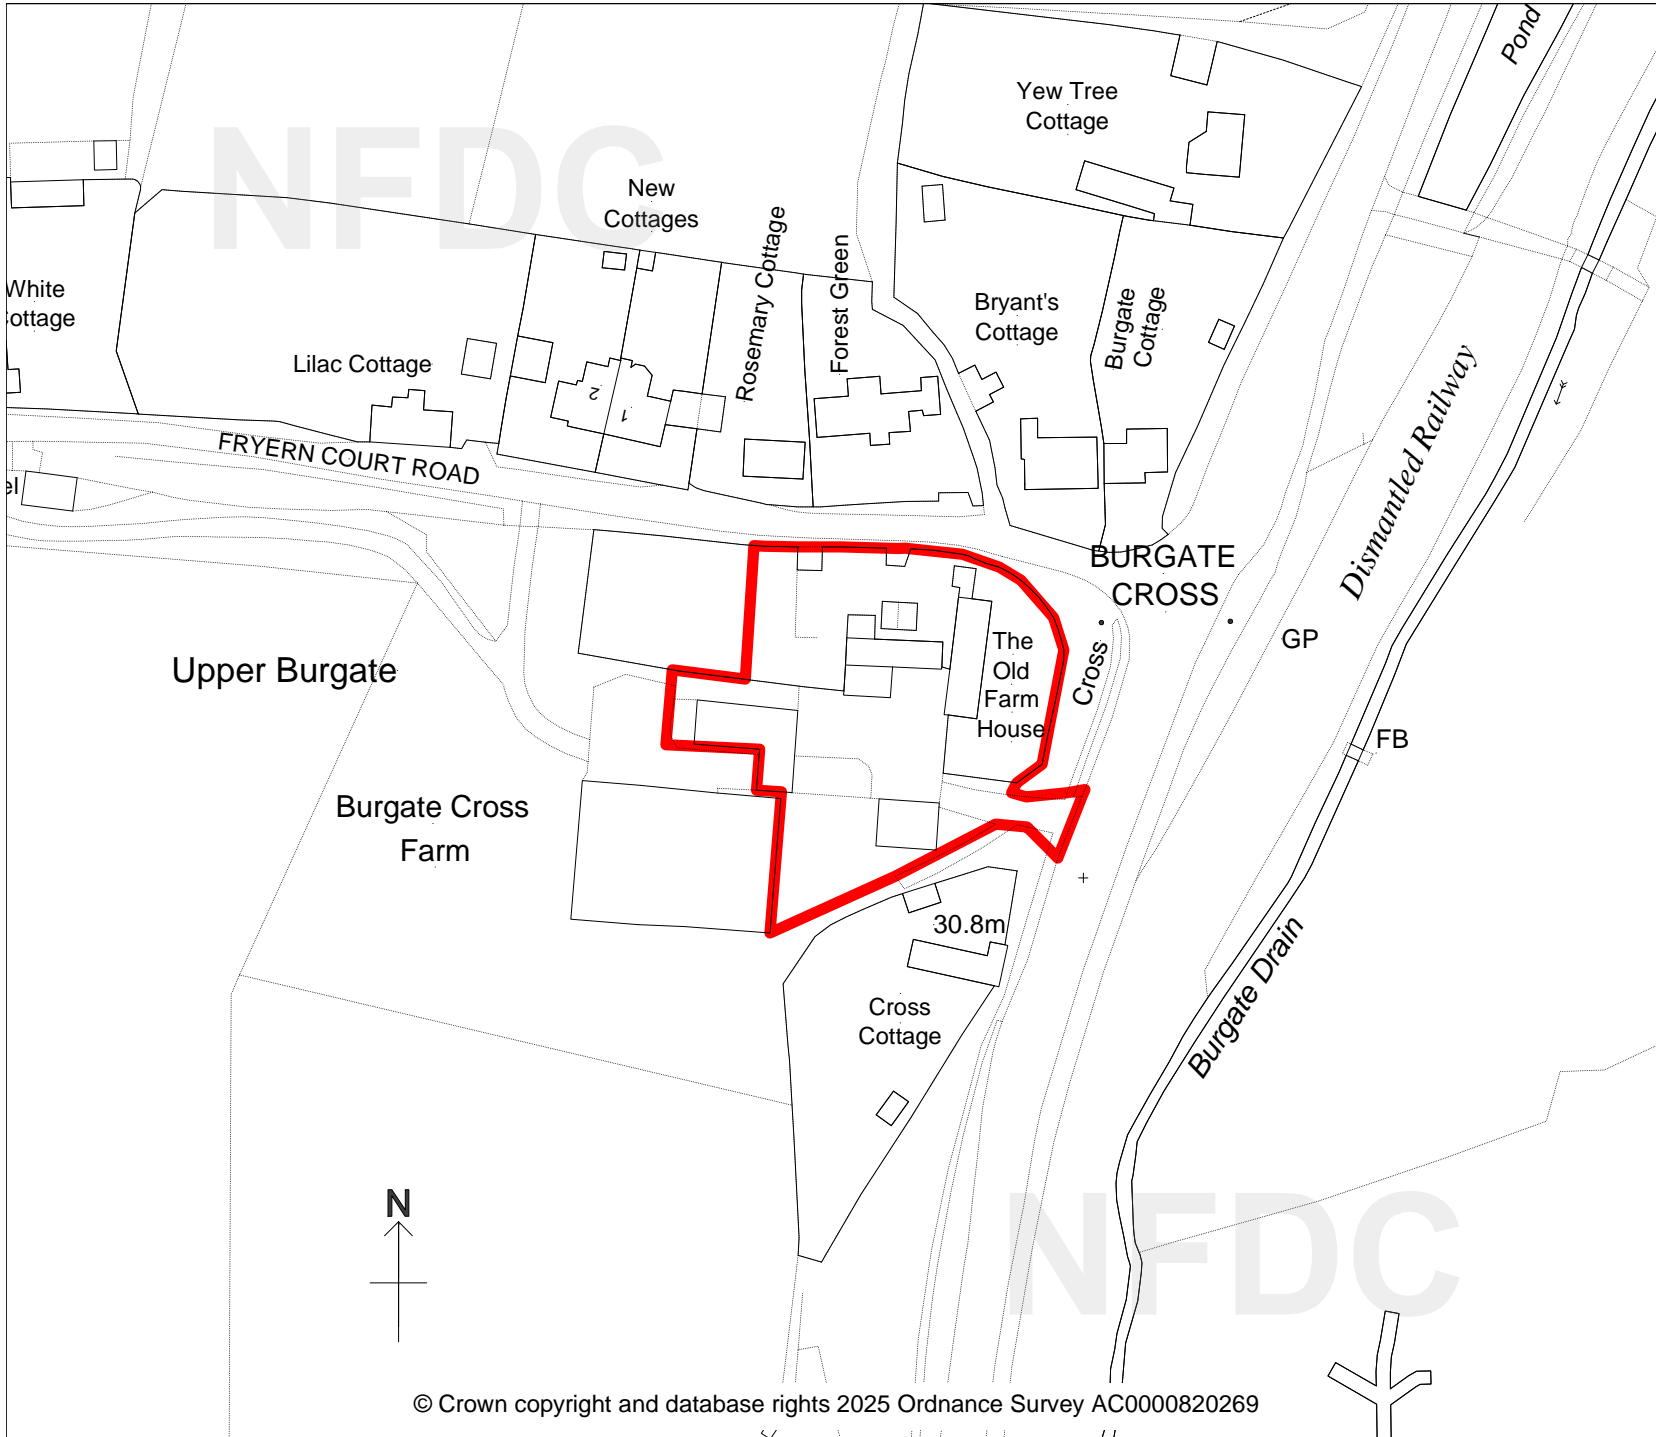 Pond
Yew Tree
Cottage
NFDC
New
Cottages
Rosemary Cottage
Forest Green
White
Cottage
Bryant's
Cottage
Burgate
Cottage
Lilac Cottage
2
1
Dismantled Railway
FRYERN COURT ROAD
el
BURGATE
CROSS
The
Old
Farm
House
Cross
GP
Upper Burgate
FB
Burgate Cross
Farm
30.8m
Burgate Drain
Cross
Cottage
N
NFDC
© Crown copyright and database rights 2025 Ordnance Survey AC0000820269